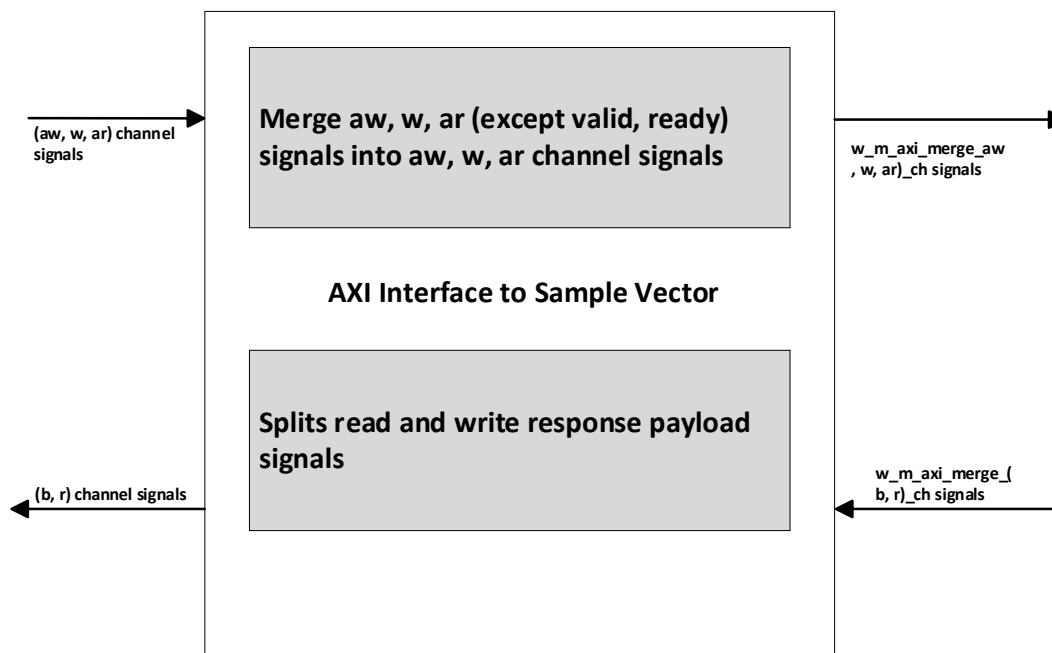 (aw, w, ar) channel
signals
Merge aw, w, ar (except valid, ready)
signals into aw, w, ar channel signals
w_m_axi_merge_aw
, w, ar)_ch signals
AXI Interface to Sample Vector
Splits read and write response payload
signals
(b, r) channel signals
w_m_axi_merge_(
b, r)_ch signals